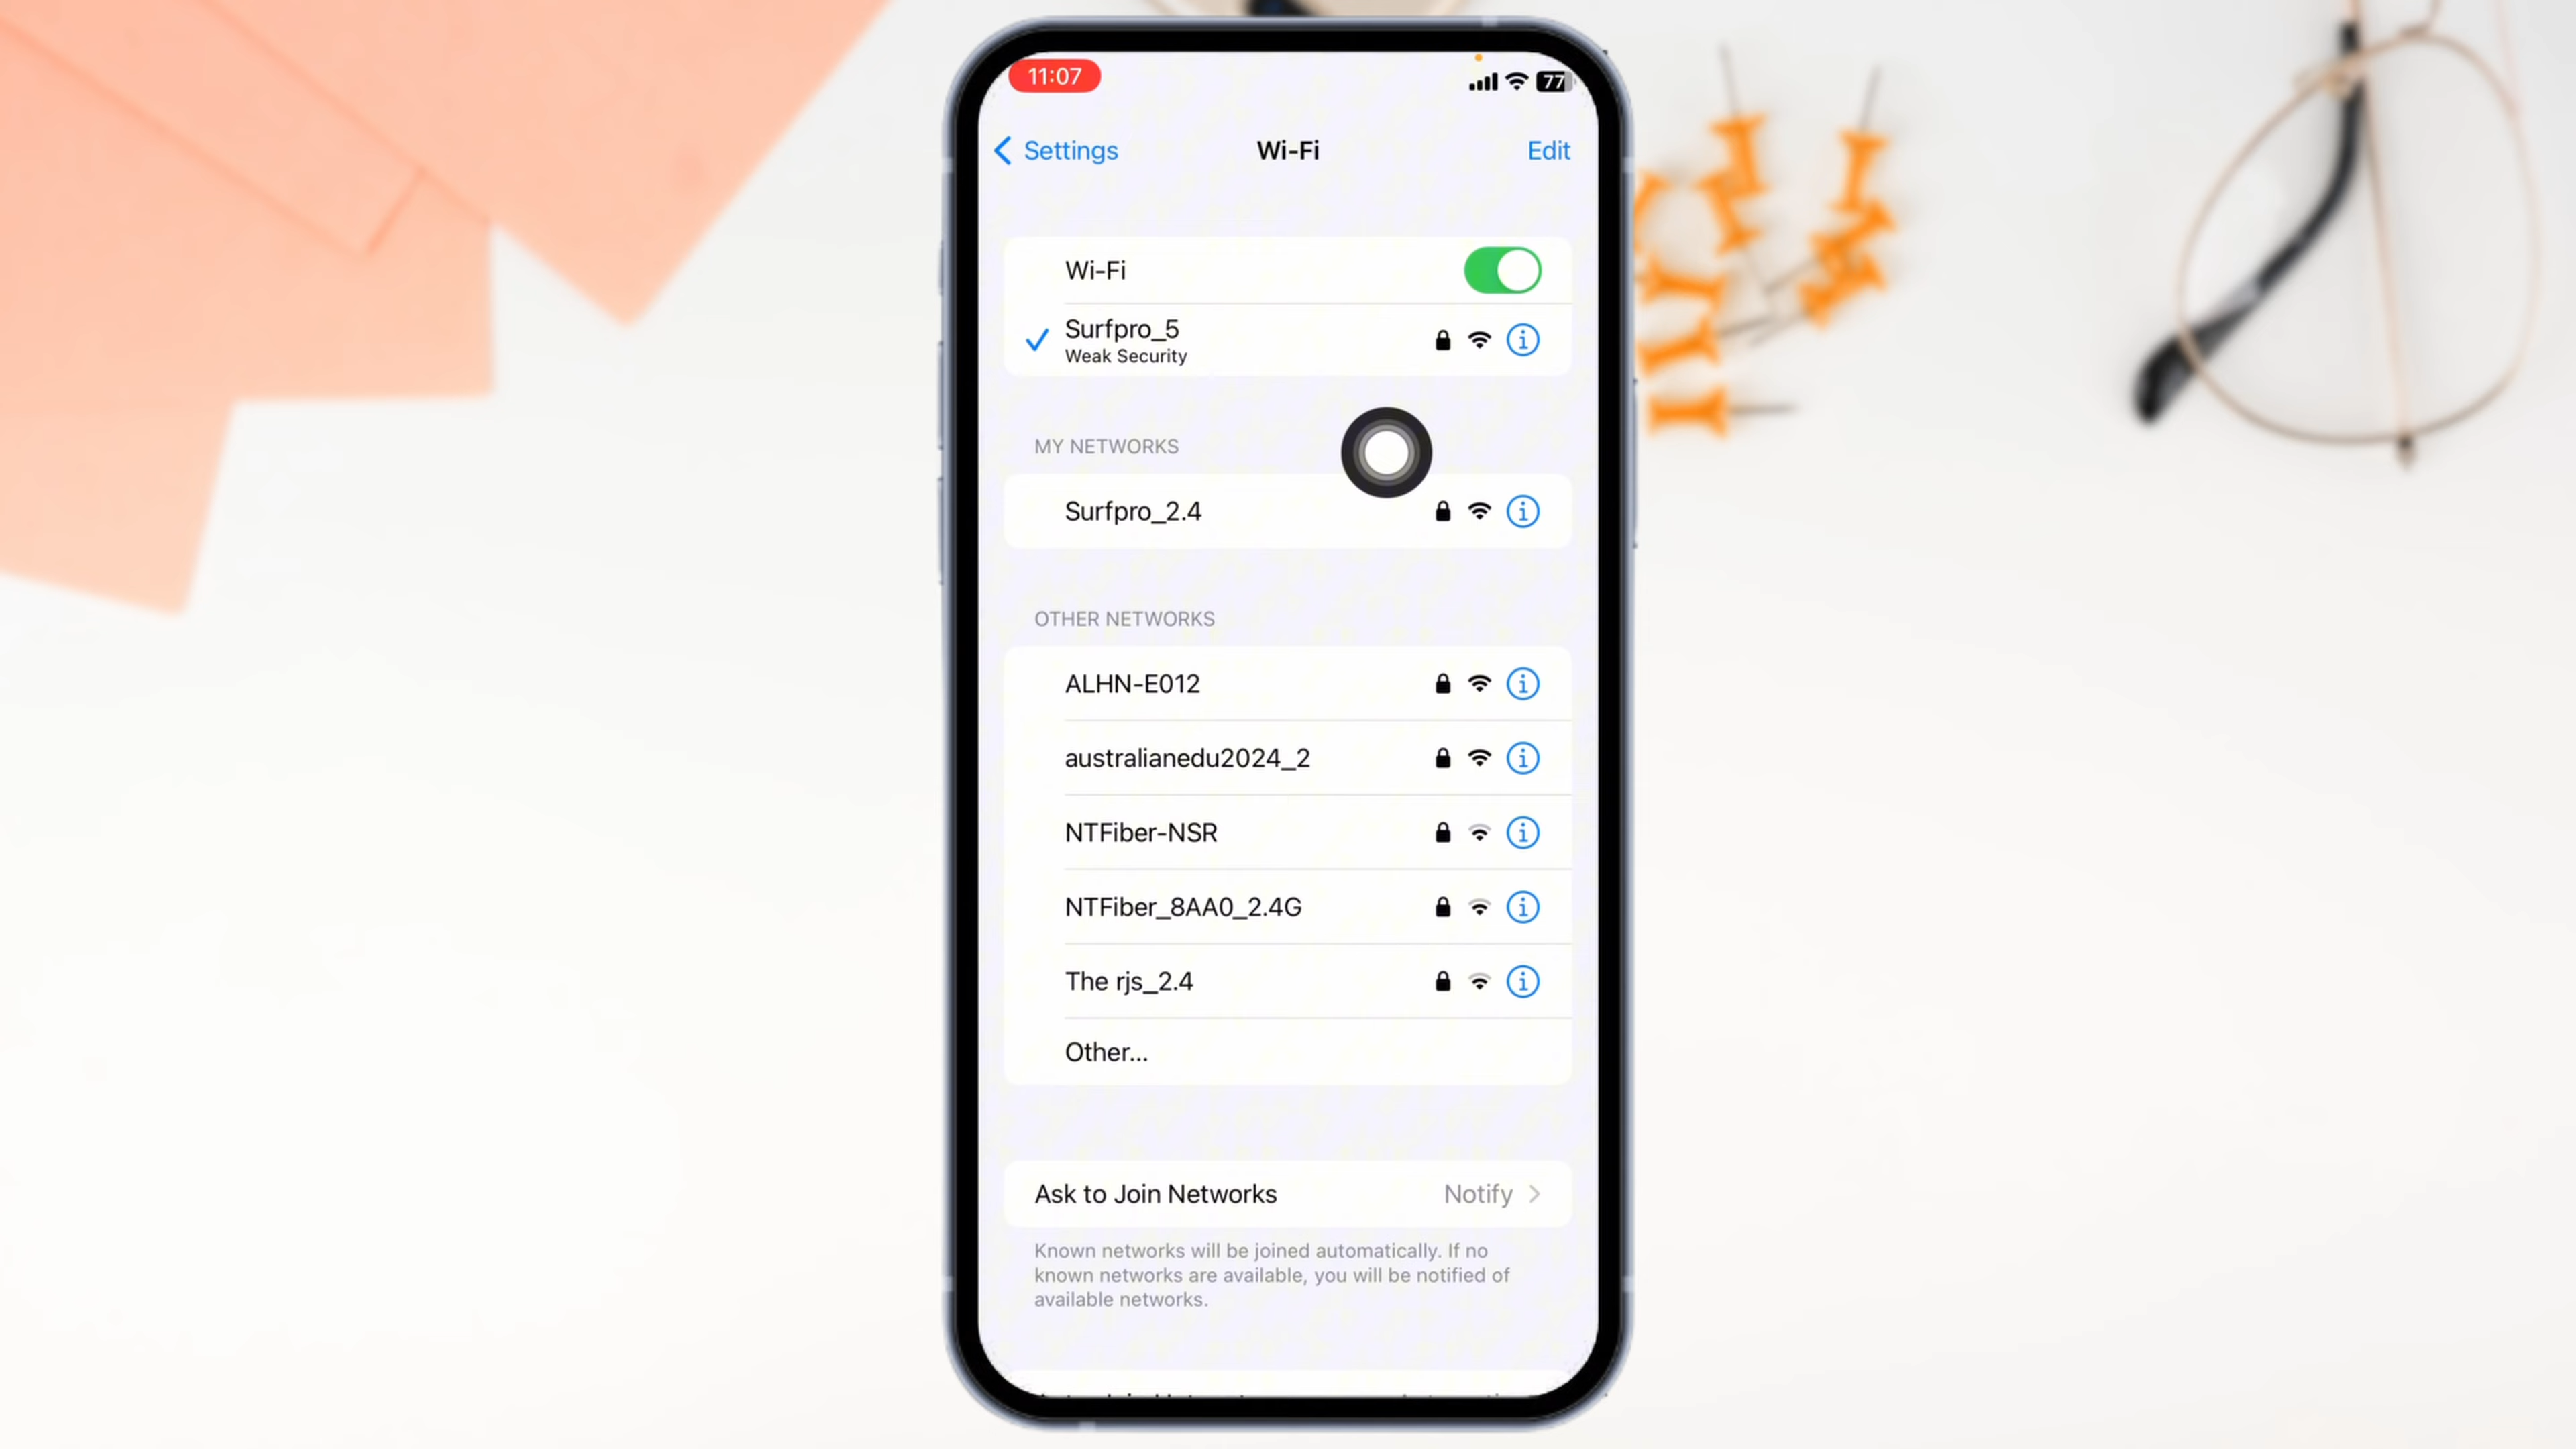 11:07
77
Settings
Wi-Fi
Edit
Wi-Fi
Surfpro_5
Weak Security
MY NETWORKS
Surfpro_2.4
OTHER NETWORKS
ALHN-E012
australianedu2024_2
NTFiber-NSR
NTFiber_8AA0_2.4G
The rjs_2.4
Other...
Ask to Join Networks
Notify
Known networks will be joined automatically. If no
known networks are available, you will be notified of
available networks.